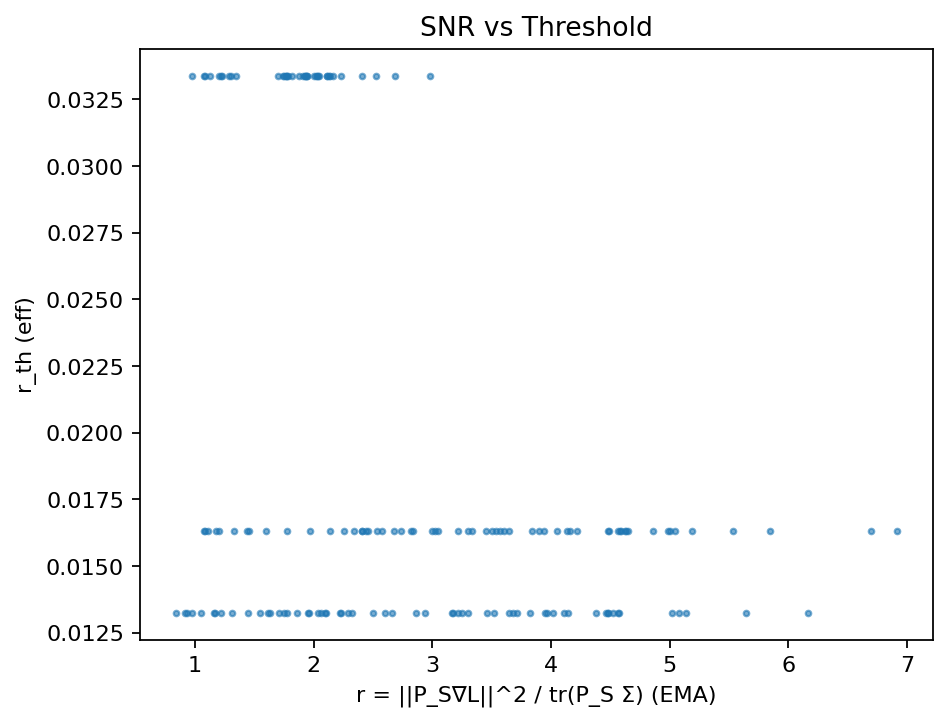 SNR vs Threshold
r_th (eff)
0.0325
0.0300
0.0275
0.0250
0.0225
0.0200
0.0175
0.0150
0.0125
1 2 3 4 5 6 7
r = ||P_S∇L||^2 / tr(P_S Σ) (EMA)